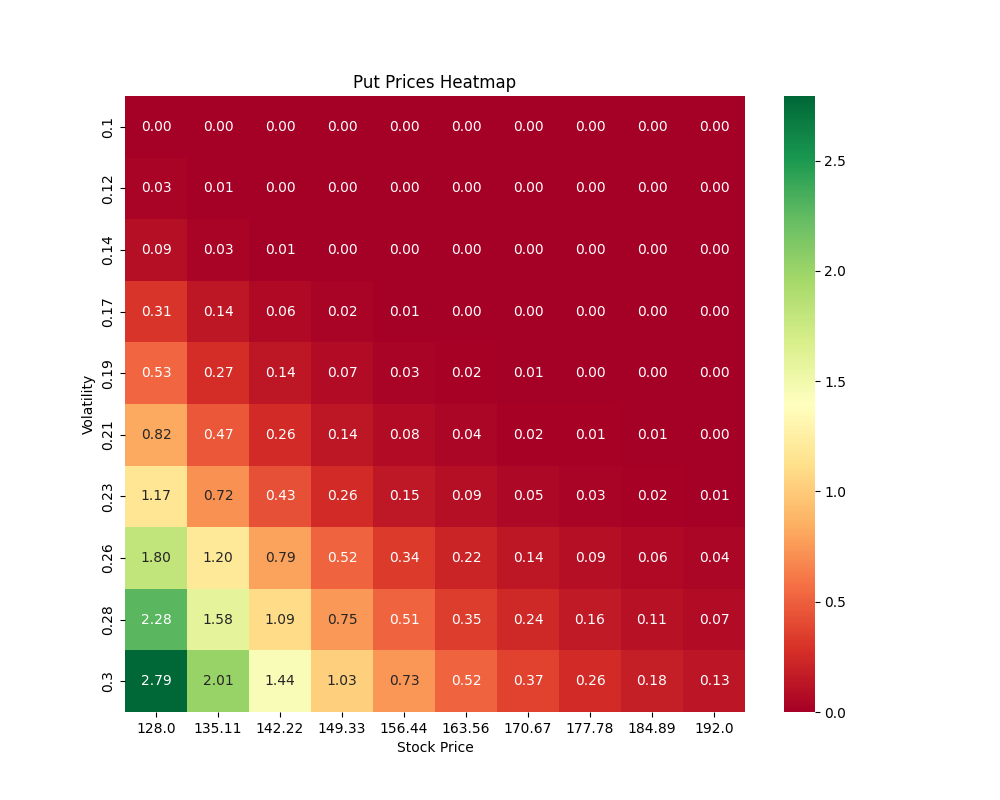 Put Prices Heatmap
0.1 0.00 0.00 0.00 0.00 0.00 0.00 0.00 0.00 0.00 0.00
0.12 0.03 0.01 0.00 0.00 0.00 0.00 0.00 0.00 0.00 0.00
0.14 0.09 0.03 0.01 0.00 0.00 0.00 0.00 0.00 0.00 0.00
0.17 0.31 0.14 0.06 0.02 0.01 0.00 0.00 0.00 0.00 0.00
0.19 0.53 0.27 0.14 0.07 0.03 0.02 0.01 0.00 0.00 0.00
0.21 0.82 0.47 0.26 0.14 0.08 0.04 0.02 0.01 0.01 0.00
0.23 1.17 0.72 0.43 0.26 0.15 0.09 0.05 0.03 0.02 0.01
0.26 1.80 1.20 0.79 0.52 0.34 0.22 0.14 0.09 0.06 0.04
0.28 2.28 1.58 1.09 0.75 0.51 0.35 0.24 0.16 0.11 0.07
0.3 2.79 2.01 1.44 1.03 0.73 0.52 0.37 0.26 0.18 0.13
Volatility
128.0 135.11 142.22 149.33 156.44 163.56 170.67 177.78 184.89 192.0
Stock Price
2.5
2.0
1.5
1.0
0.5
0.0